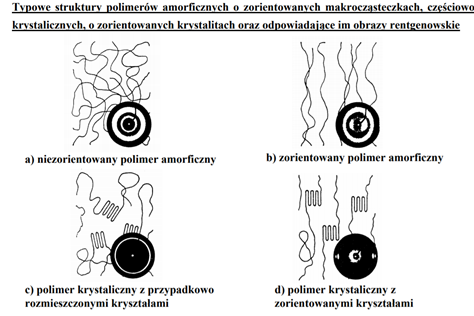 Typowe struktury polimerów amorficznych o zorientowanych makrocząsteczkach, częściowo
krystalicznych, o zorientowanych krystalitach oraz odpowiadające im obrazy rentgenowskie
a) niezorientowany polimer amorficzny
b) zorientowany polimer amorficzny
c) polimer krystaliczny z przypadkowo
rozmieszczonymi kryształami
d) polimer krystaliczny z
zorientowanymi kryształami